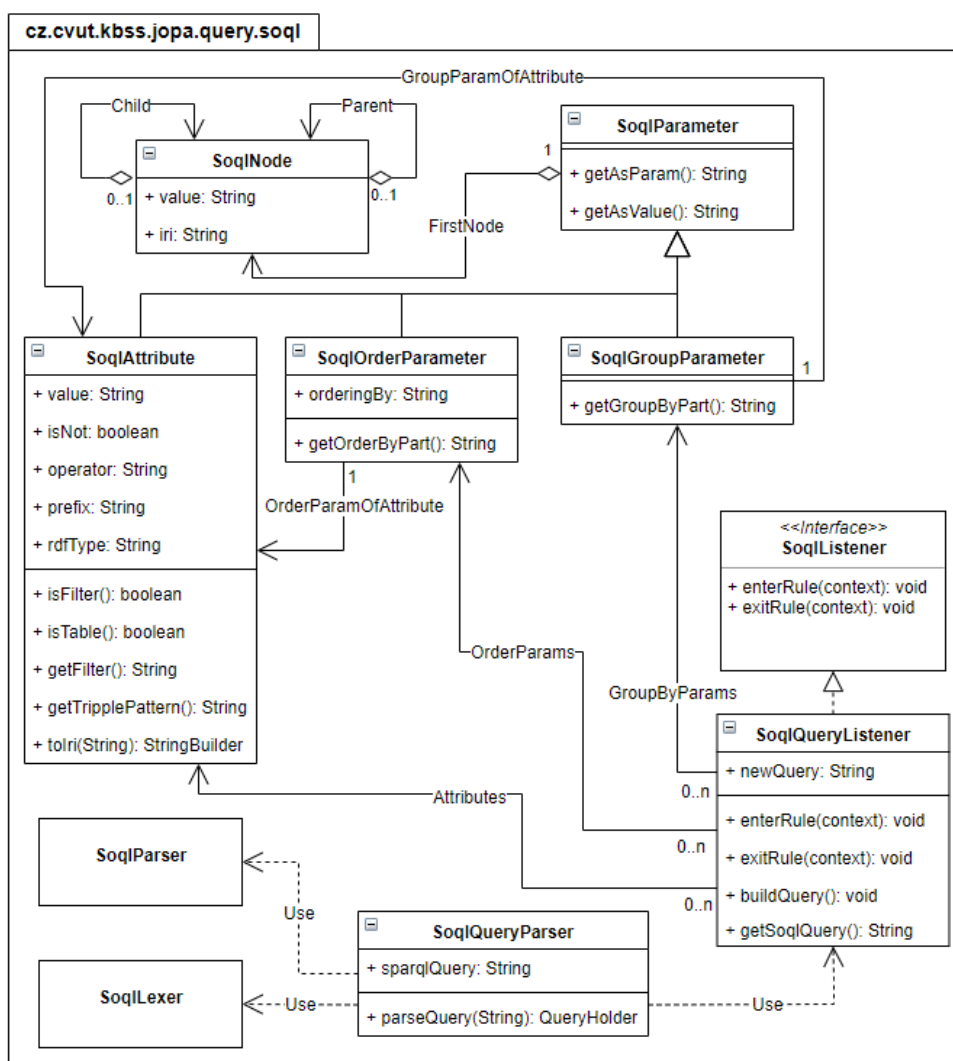 cz.cvut.kbss.jopa.query.soql
GroupParamOfAttribute
Child
Parent
SoqlNode
+ value: String
+ iri: String
0..1
0..1
SoqlParameter
+ getAsParam(): String
+ getAsValue(): String
1
FirstNode
SoqlAttribute
+ value: String
+ isNot: boolean
+ operator: String
+ prefix: String
+ rdfType: String
+ isFilter(): boolean
+ isTable(): boolean
+ getFilter(): String
+ getTripplePattern(): String
+ toIri(String): StringBuilder
SoqlOrderParameter
+ orderingBy: String
+ getOrderByPart(): String
1
OrderParamOfAttribute
SoqlGroupParameter
+ getGroupByPart(): String
1
<<Interface>>
SoqlListener
+ enterRule(context): void
+ exitRule(context): void
OrderParams
GroupByParams
SoqlQueryListener
+ newQuery: String
+ enterRule(context): void
+ exitRule(context): void
+ buildQuery(): void
+ getSoqlQuery(): String
0..n
0..n
0..n
Attributes
SoqlParser
Use
SoqlQueryParser
+ sparqlQuery: String
+ parseQuery(String): QueryHolder
SoqlLexer
Use
Use